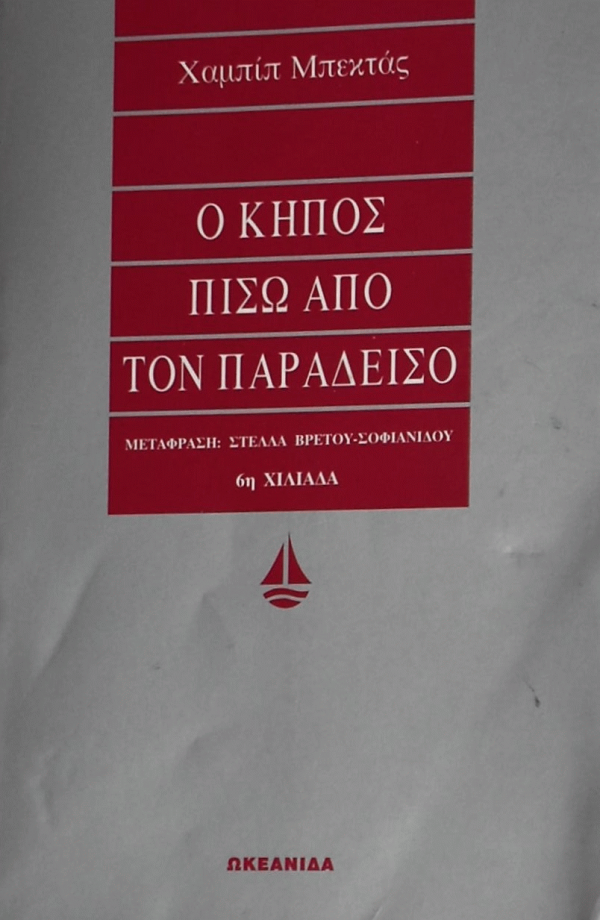 Χαμπίπ Μπεκτάς
Ο ΚΗΠΟΣ
ΠΙΣΩ ΑΠΟ
ΤΟΝ ΠΑΡΑΔΕΙΣΟ
ΜΕΤΑΦΡΑΣΗ: ΣΤΕΛΛΑ ΒΡΕΤΟΥ-ΣΟΦΙΑΝΙΔΟΥ
6η ΧΙΛΙΑΔΑ
ΩΚΕΑΝΙΔΑ